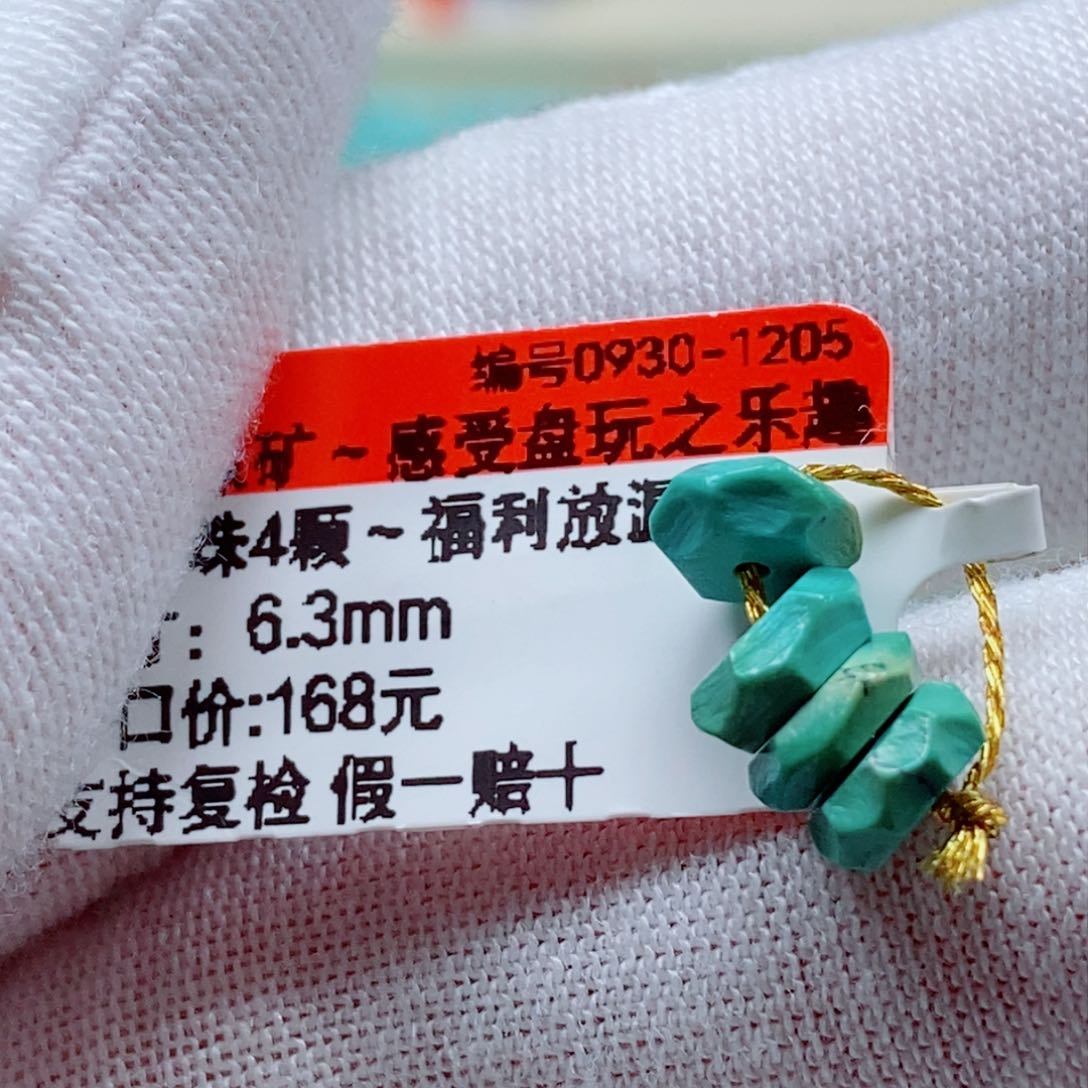 编号0930-1205
矿~感受盘玩之乐趣
珠4颗~福利放漏
: 6.3mm
口价:168元
支持复检 假一赔十